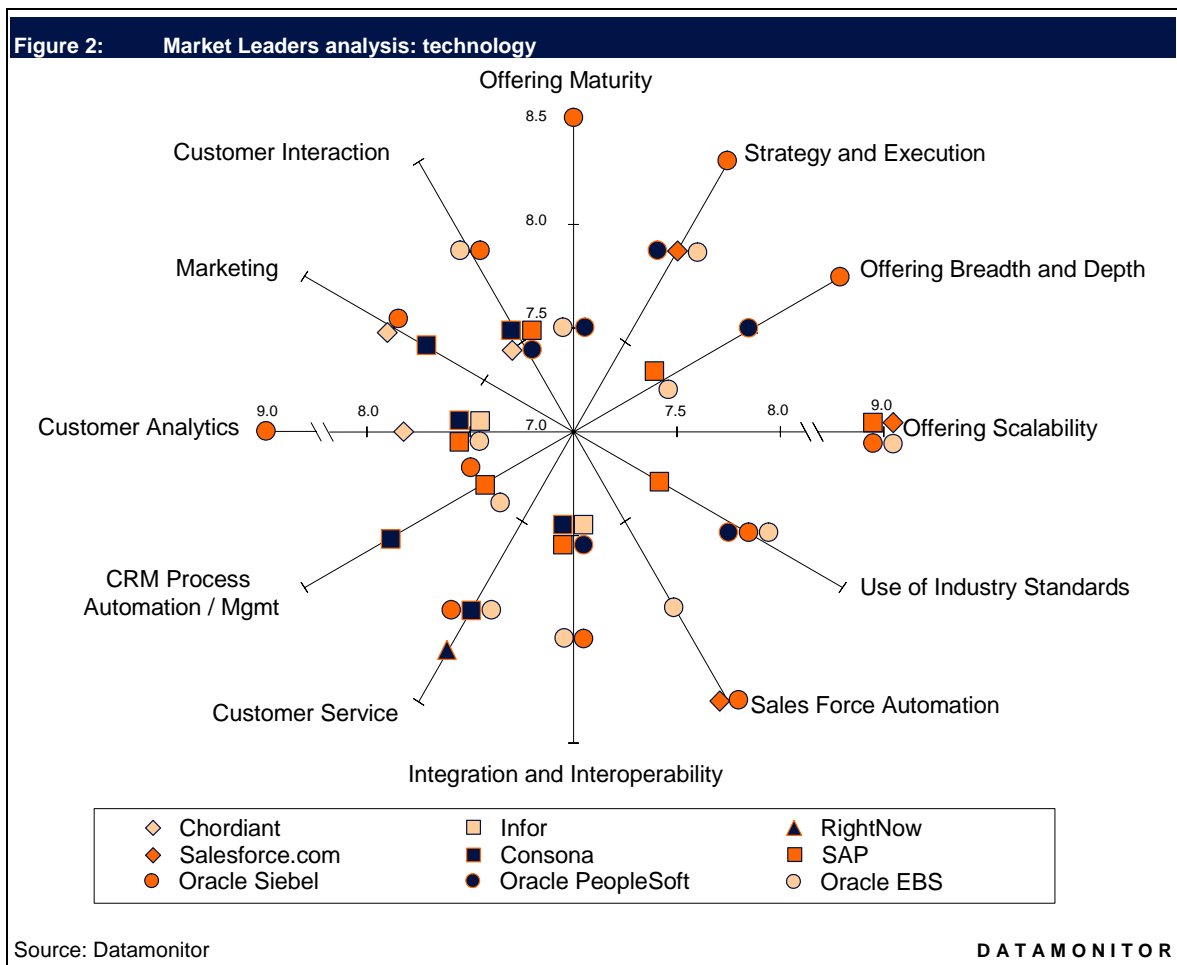 Figure 2: Market Leaders analysis: technology
Offering Maturity
8.5
Customer Interaction
Strategy and Execution
8.0
Marketing
Offering Breadth and Depth
7.5
9.0
8.0
Customer Analytics
7.0
7.5
8.0
9.0
Offering Scalability
CRM Process
Automation / Mgmt
Use of Industry Standards
Customer Service
Sales Force Automation
Integration and Interoperability
Chordiant Infor RightNow
Salesforce.com Consona SAP
Oracle Siebel Oracle PeopleSoft Oracle EBS
Source: Datamonitor DATAMONITOR